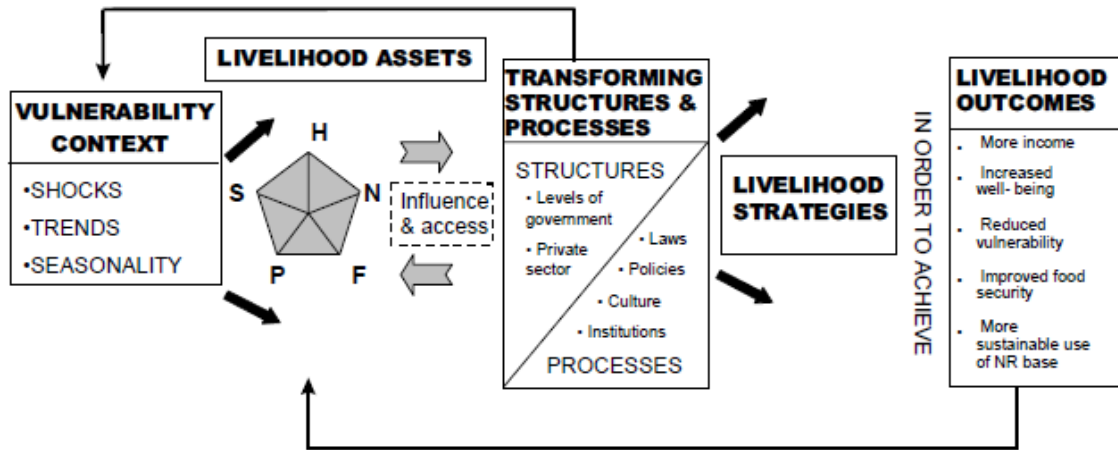 LIVELIHOOD ASSETS
VULNERABILITY
CONTEXT
•SHOCKS
•TRENDS
•SEASONALITY
H
S
N
P
F
Influence
& access
TRANSFORMING
STRUCTURES &
PROCESSES
STRUCTURES
• Levels of
government
• Private
sector
• Laws
• Policies
• Culture
• Institutions
PROCESSES
LIVELIHOOD
STRATEGIES
IN ORDER TO ACHIEVE
LIVELIHOOD
OUTCOMES
• More income
• Increased
well- being
• Reduced
vulnerability
• Improved food
security
• More
sustainable use
of NR base